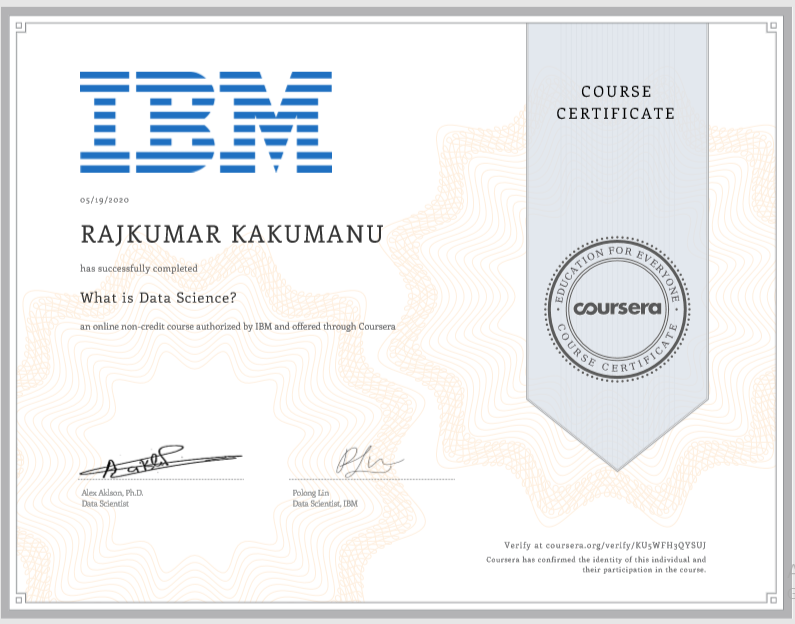 IBM
05/19/2020
RAJKUMAR KAKUMANU
has successfully completed
What is Data Science?
an online non-credit course authorized by IBM and offered through Coursera
Alex Aklson, Ph.D.
Data Scientist
Polong Lin
Data Scientist, IBM
COURSE
CERTIFICATE
EDUCATION FOR EVERYONE
coursera
COURSE CERTIFICATE
Verify at coursera.org/verify/KU5WFH3QYSUJ
Coursera has confirmed the identity of this individual and
their participation in the course.